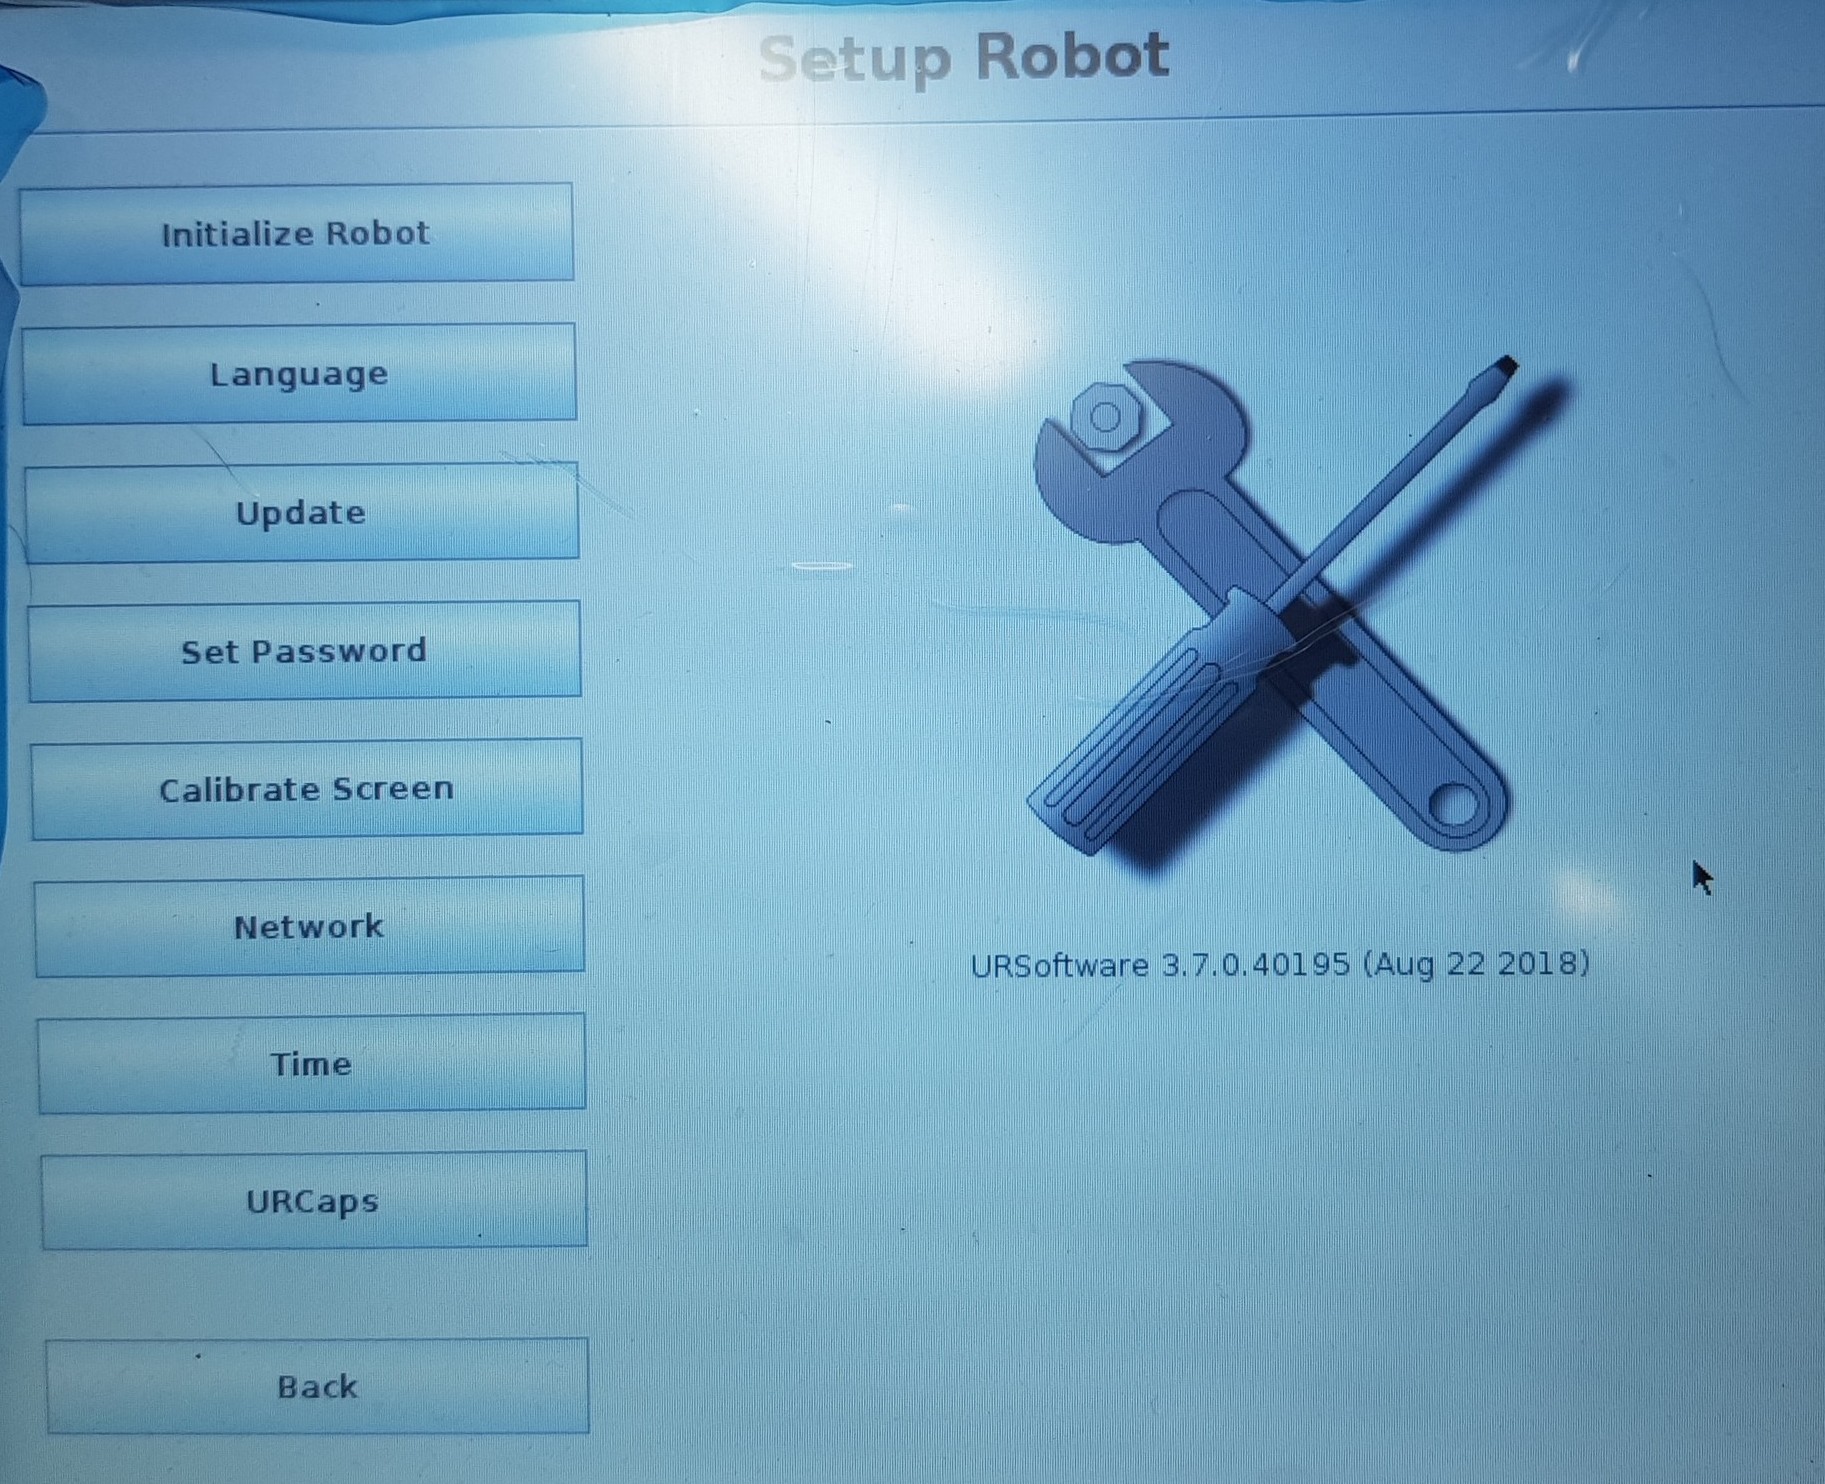 Setup Robot
Initialize Robot
Language
Update
Set Password
Calibrate Screen
Network
Time
URCaps
Back
URSoftware 3.7.0.40195 (Aug 22 2018)